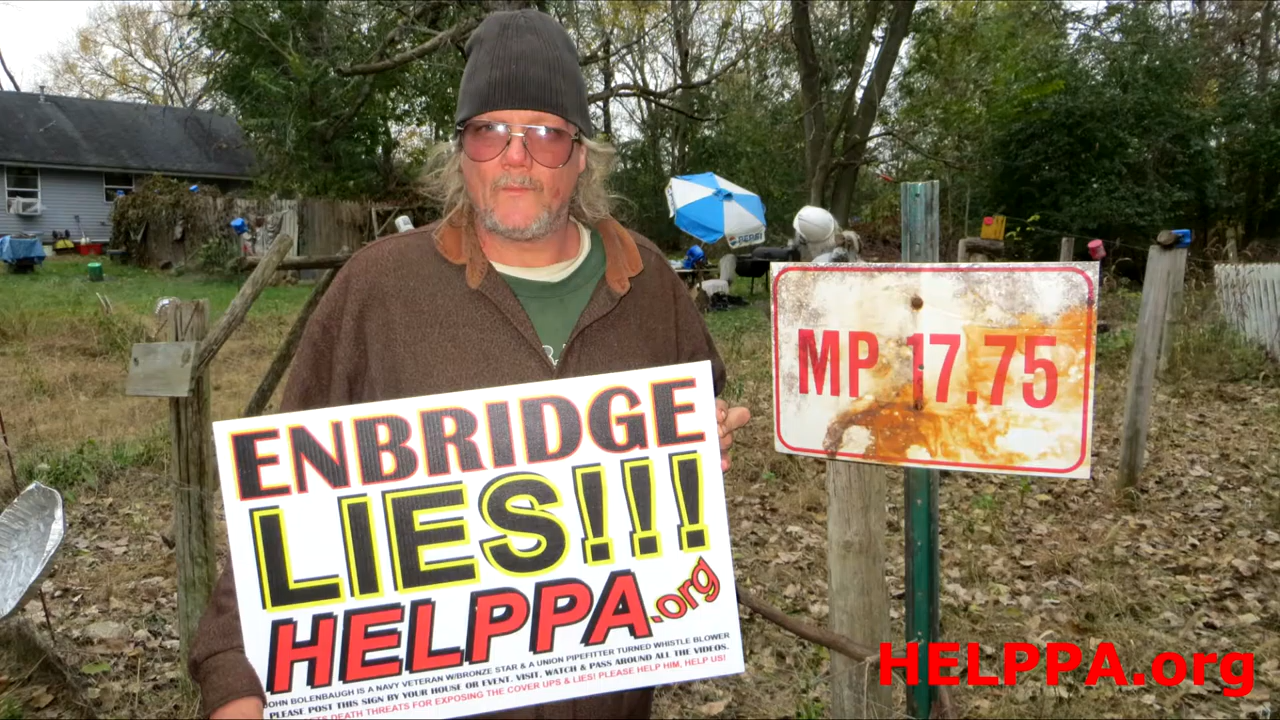 ENBRIDGE
LIES!!!
HELPPA.org
JOHN BOLENBAUGH IS A NAVY VETERAN W/BRONZE STAR & A UNION PIPEFITTER TURNED WHISTLE BLOWER
PLEASE POST THIS SIGN BY YOUR HOUSE OR EVENT. VISIT, WATCH & PASS AROUND ALL THE VIDEOS.
DEATH THREATS FOR EXPOSING THE COVER UPS & LIES! PLEASE HELP HIM, HELP US!
MP 17.75
HELPPA.org